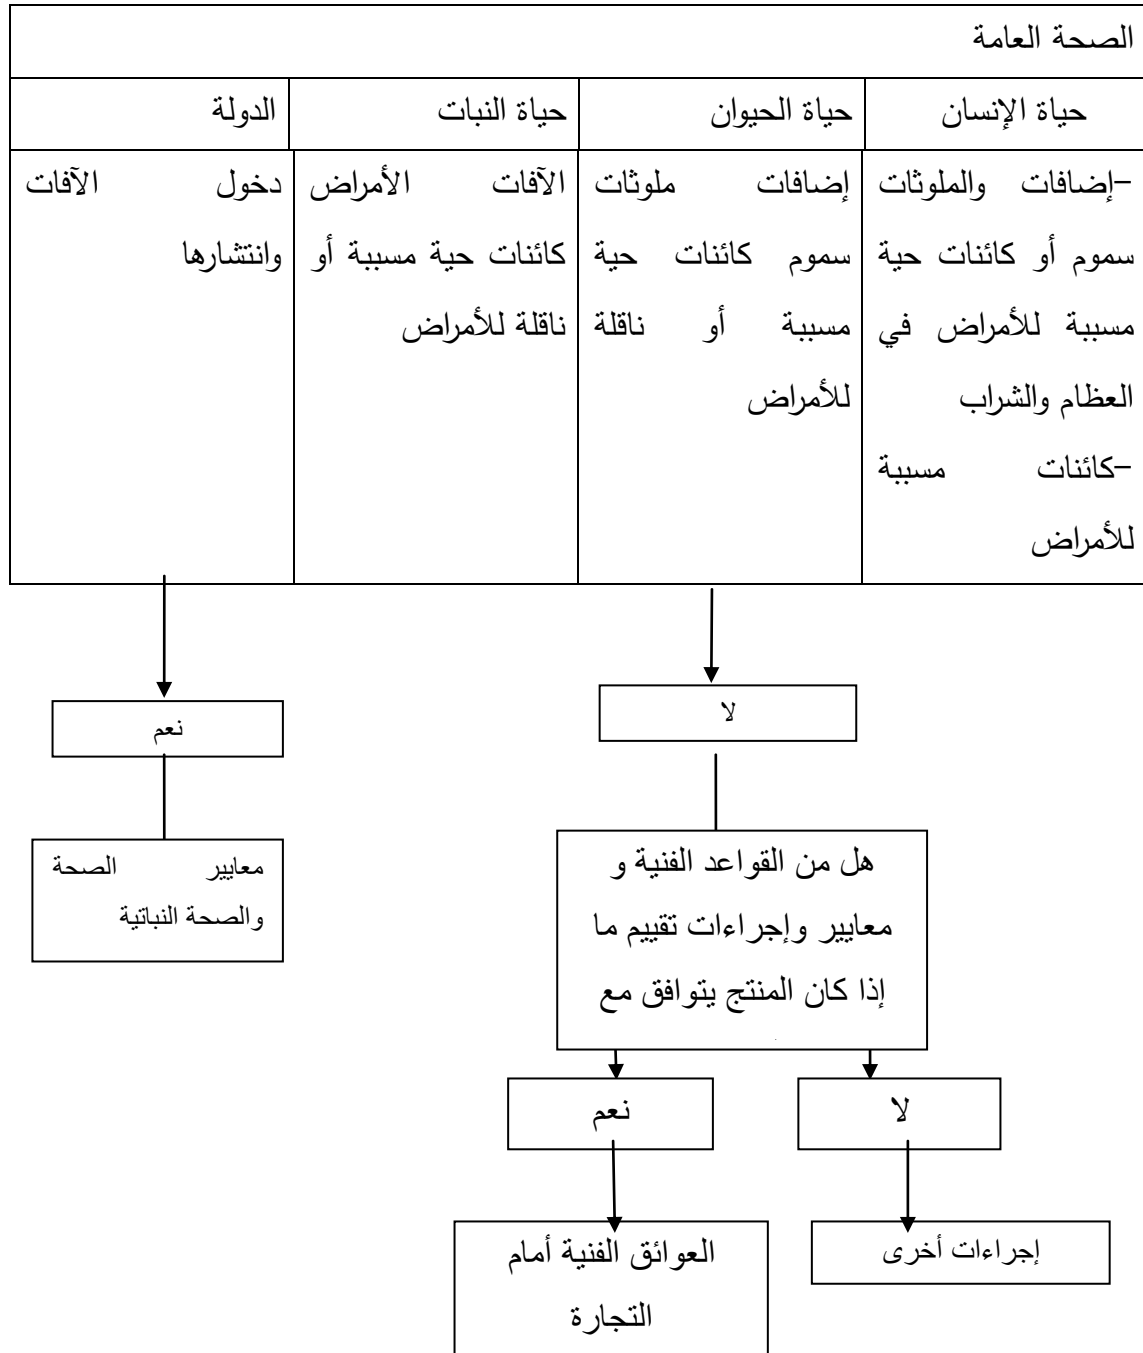 الصحة العامة
حياة الإنسان
حياة الحيوان
حياة النبات
الدولة
-إضافات والملوثات
سموم أو كائنات حية
مسببة للأمراض في
العظام والشراب
-كائنات مسببة
للأمراض
إضافات ملوثات
سموم كائنات حية
مسببة أو ناقلة
للأمراض
الآفات الأمراض
كائنات حية مسببة أو
ناقلة للأمراض
دخول الآفات
وانتشارها
لا
نعم
هل من القواعد الفنية و
معايير وإجراءات تقييم ما
إذا كان المنتج يتوافق مع
معايير الصحة
والصحة النباتية
لا
نعم
إجراءات أخرى
العوائق الفنية أمام
التجارة